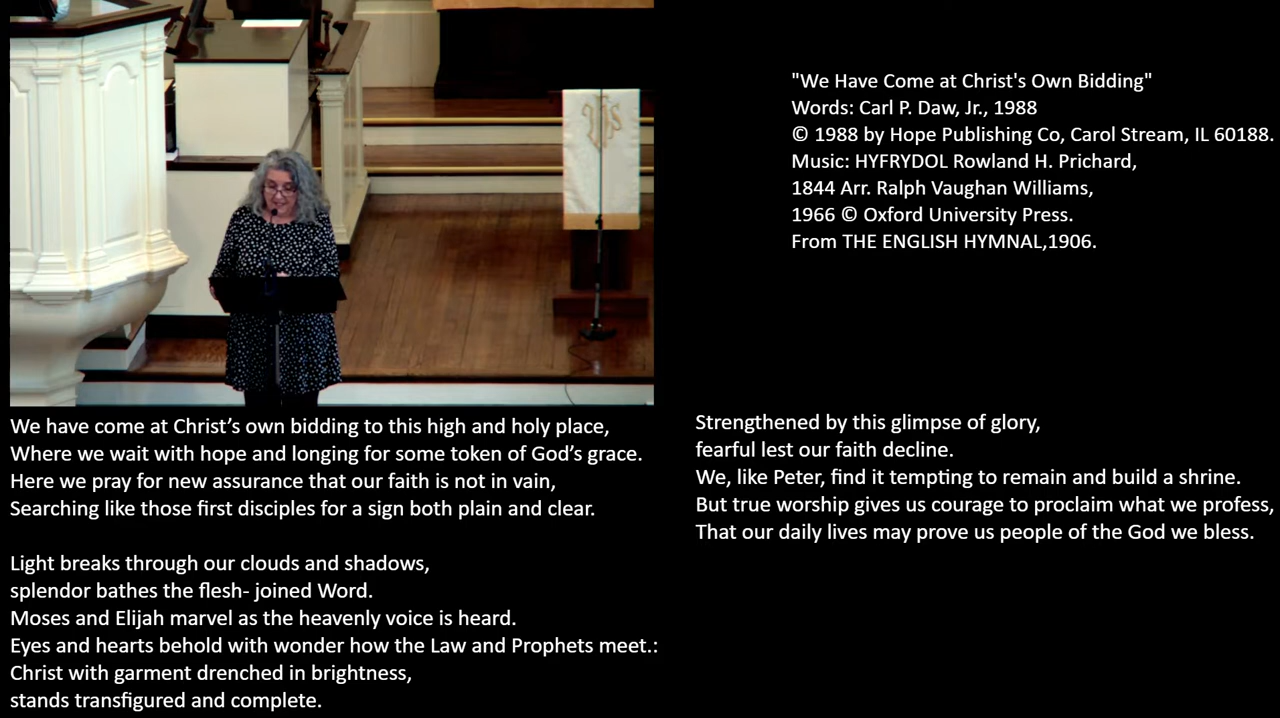 "We Have Come at Christ's Own Bidding"
Words: Carl P. Daw, Jr., 1988
© 1988 by Hope Publishing Co, Carol Stream, IL 60188.
Music: HYFRYDOL Rowland H. Prichard,
1844 Arr. Ralph Vaughan Williams,
1966 © Oxford University Press.
From THE ENGLISH HYMNAL,1906.
We have come at Christ’s own bidding to this high and holy place,
Where we wait with hope and longing for some token of God’s grace.
Here we pray for new assurance that our faith is not in vain,
Searching like those first disciples for a sign both plain and clear.
Light breaks through our clouds and shadows,
splendor bathes the flesh- joined Word.
Moses and Elijah marvel as the heavenly voice is heard.
Eyes and hearts behold with wonder how the Law and Prophets meet.:
Christ with garment drenched in brightness,
stands transfigured and complete.
Strengthened by this glimpse of glory,
fearful lest our faith decline.
We, like Peter, find it tempting to remain and build a shrine.
But true worship gives us courage to proclaim what we profess,
That our daily lives may prove us people of the God we bless.